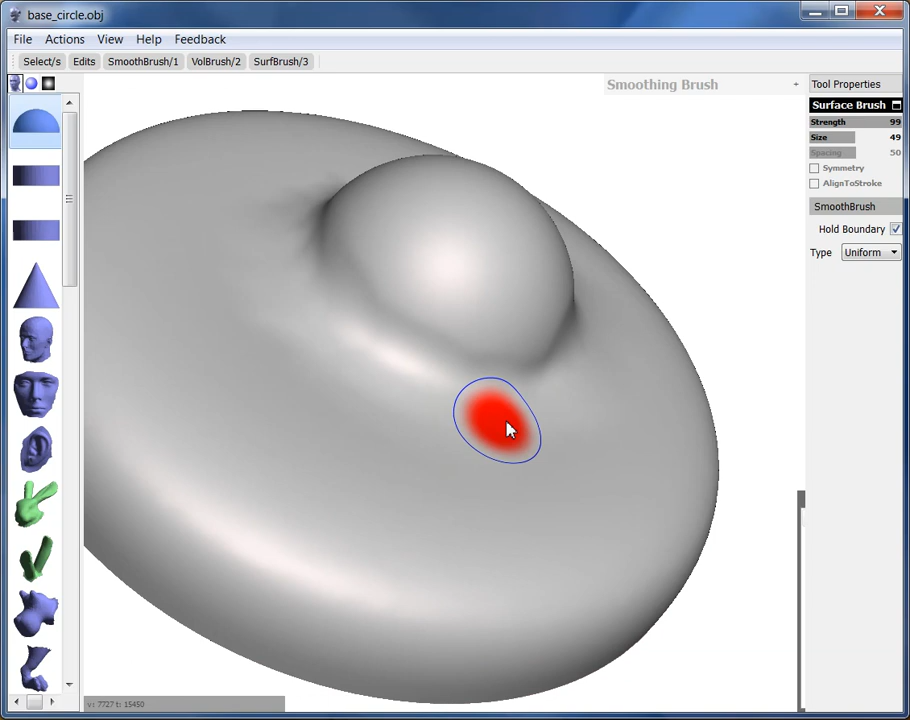 base_circle.obj
File Actions View Help Feedback
Select/s Edits SmoothBrush/1 VolBrush/2 SurfBrush/3
Smoothing Brush -
Tool Properties
Surface Brush
Strength 99
Size 49
Spacing 50
Symmetry
AlignToStroke
SmoothBrush
Hold Boundary
Type Uniform
v: 7727 t: 15450